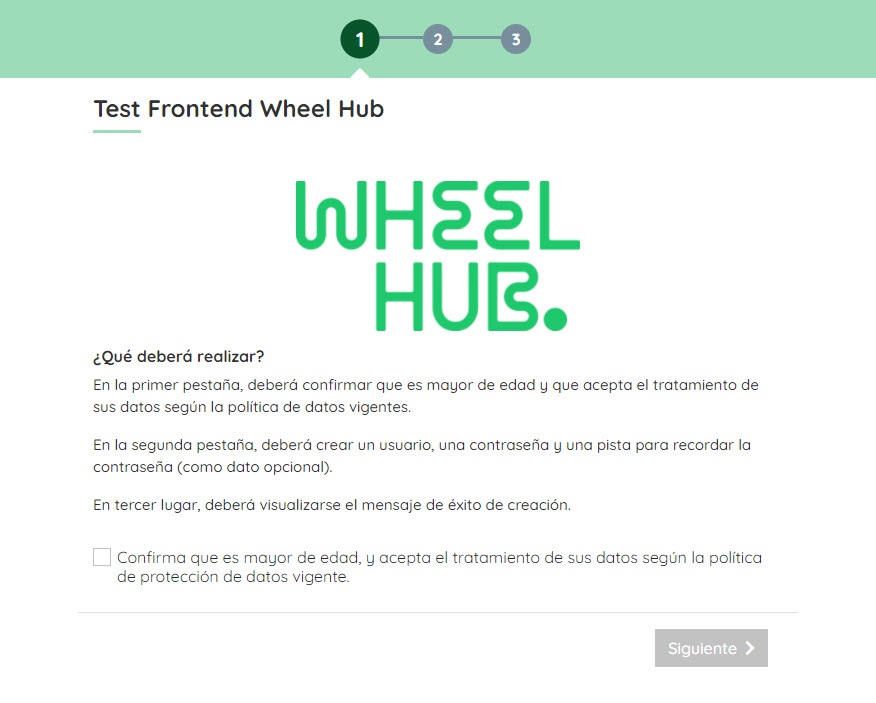 1 2 3
Test Frontend Wheel Hub
WHEEL
HUB.
¿Qué deberá realizar?
En la primer pestaña, deberá confirmar que es mayor de edad y que acepta el tratamiento de
sus datos según la política de datos vigentes.
En la segunda pestaña, deberá crear un usuario, una contraseña y una pista para recordar la
contraseña (como dato opcional).
En tercer lugar, deberá visualizarse el mensaje de éxito de creación.
Confirma que es mayor de edad, y acepta el tratamiento de sus datos según la política
de protección de datos vigente.
Siguiente